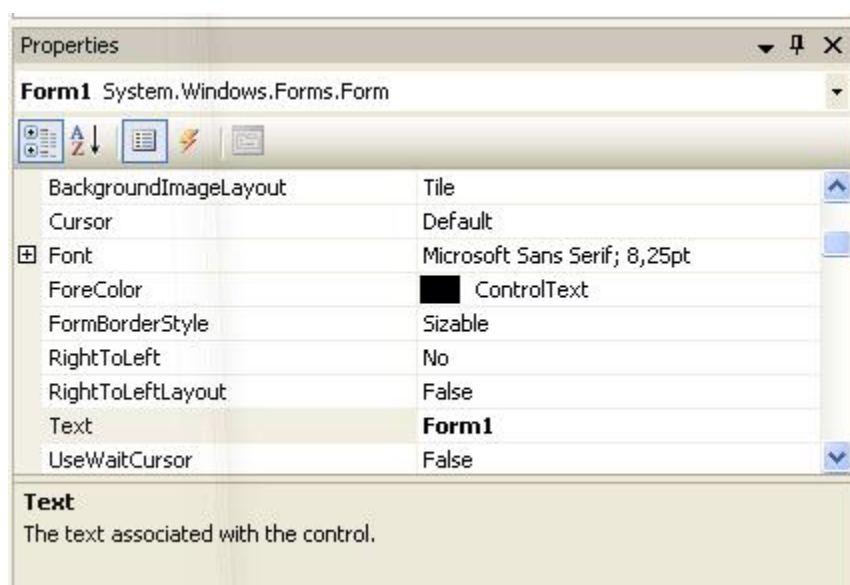 Properties
Form1 System.Windows.Forms.Form
A
Z
BackgroundImageLayout Tile
Cursor Default
Font Microsoft Sans Serif; 8,25pt
ForeColor ControlText
FormBorderStyle Sizable
RightToLeft No
RightToLeftLayout False
Text Form1
UseWaitCursor False
Text
The text associated with the control.